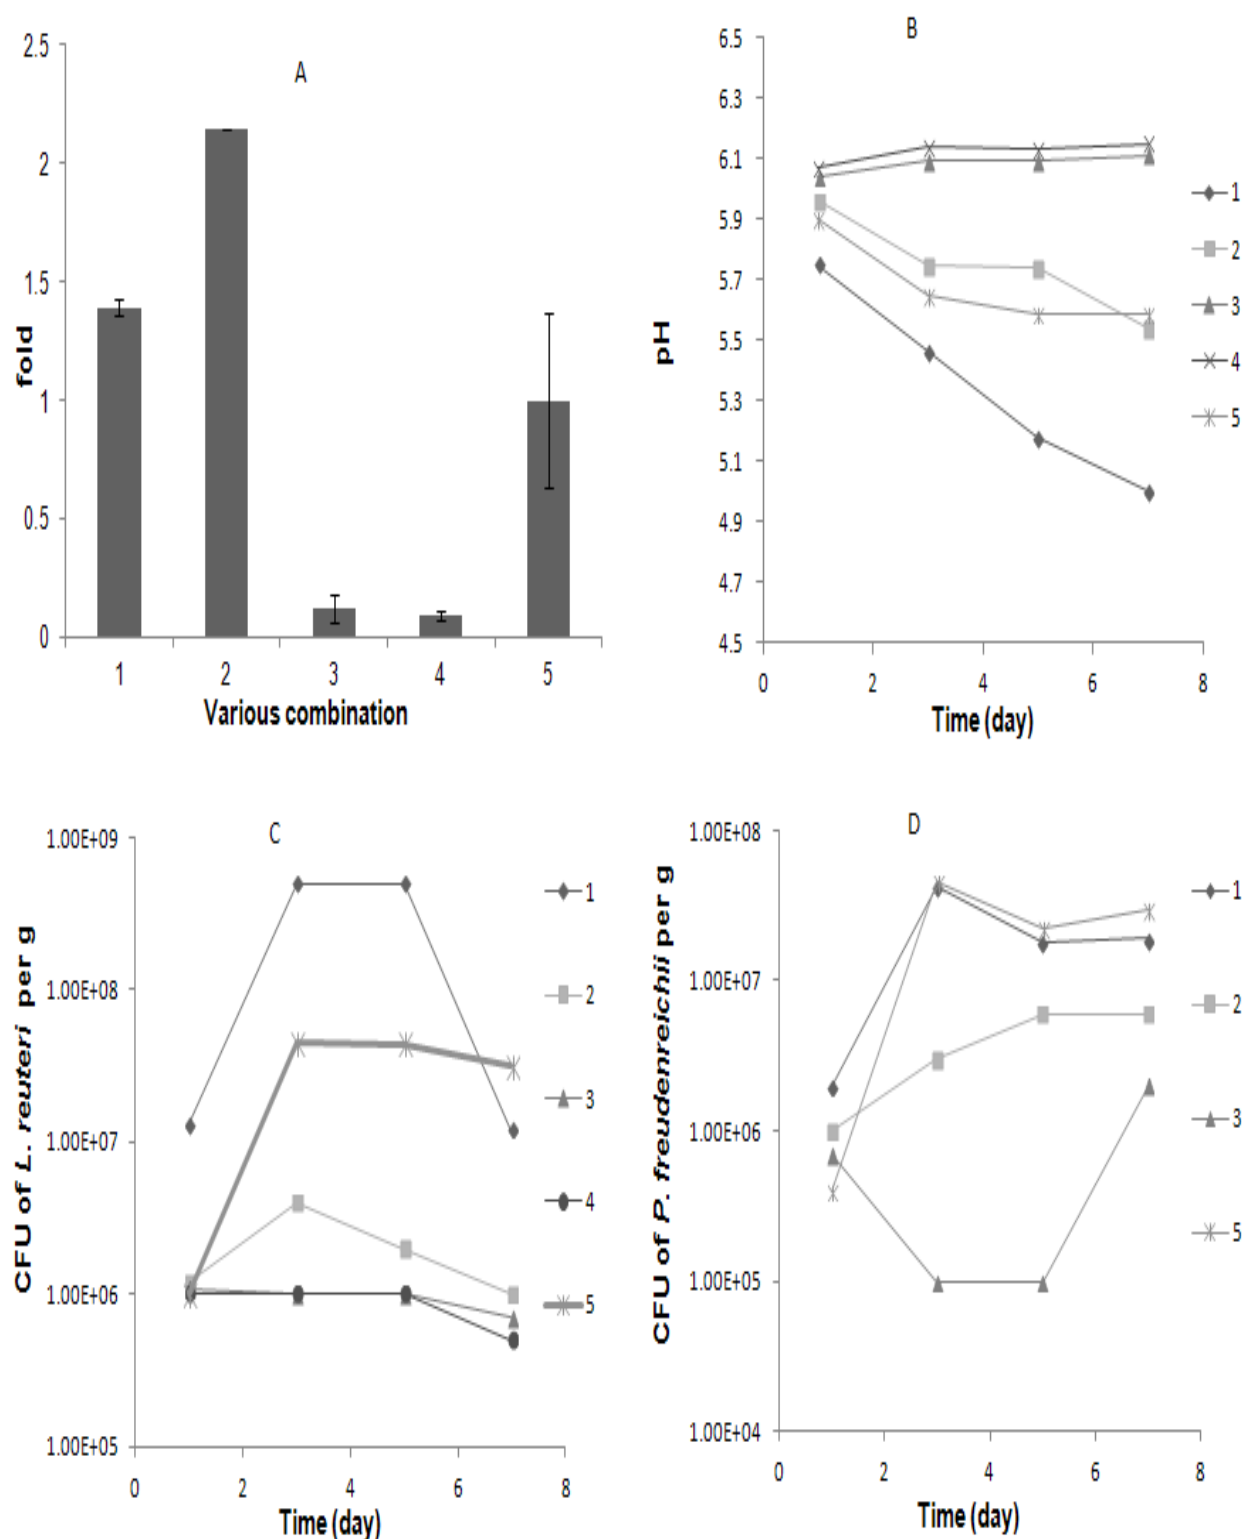 A
2.5
2
1.5
1
0.5
0
fold
1 2 3 4 5
Various combination
B
6.5
6.3
6.1
5.9
5.7
5.5
5.3
5.1
4.9
4.7
4.5
pH
0 2 4 6 8
Time (day)
1
2
3
4
5
C
1.00E+09
1.00E+08
1.00E+07
1.00E+06
1.00E+05
CFU of L. reuteri per g
0 2 4 6 8
Time (day)
1
2
3
4
5
D
1.00E+08
1.00E+07
1.00E+06
1.00E+05
1.00E+04
CFU of P. freudenreichii per g
0 2 4 6 8
Time (day)
1
2
3
5